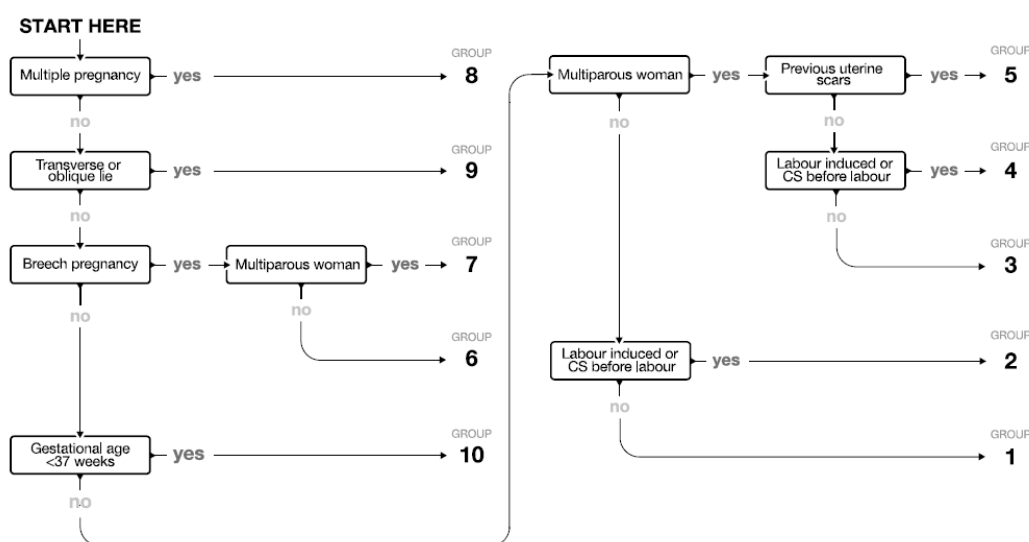 START HERE
Multiple pregnancy
yes
GROUP
8
no
Transverse or
oblique lie
yes
GROUP
9
no
Breech pregnancy
yes
Multiparous woman
yes
GROUP
7
no
no
GROUP
6
Gestational age
<37 weeks
yes
GROUP
10
no
Multiparous woman
yes
Previous uterine
scars
yes
GROUP
5
no
no
Labour induced or
CS before labour
yes
GROUP
4
no
GROUP
3
Labour induced or
CS before labour
yes
GROUP
2
no
GROUP
1